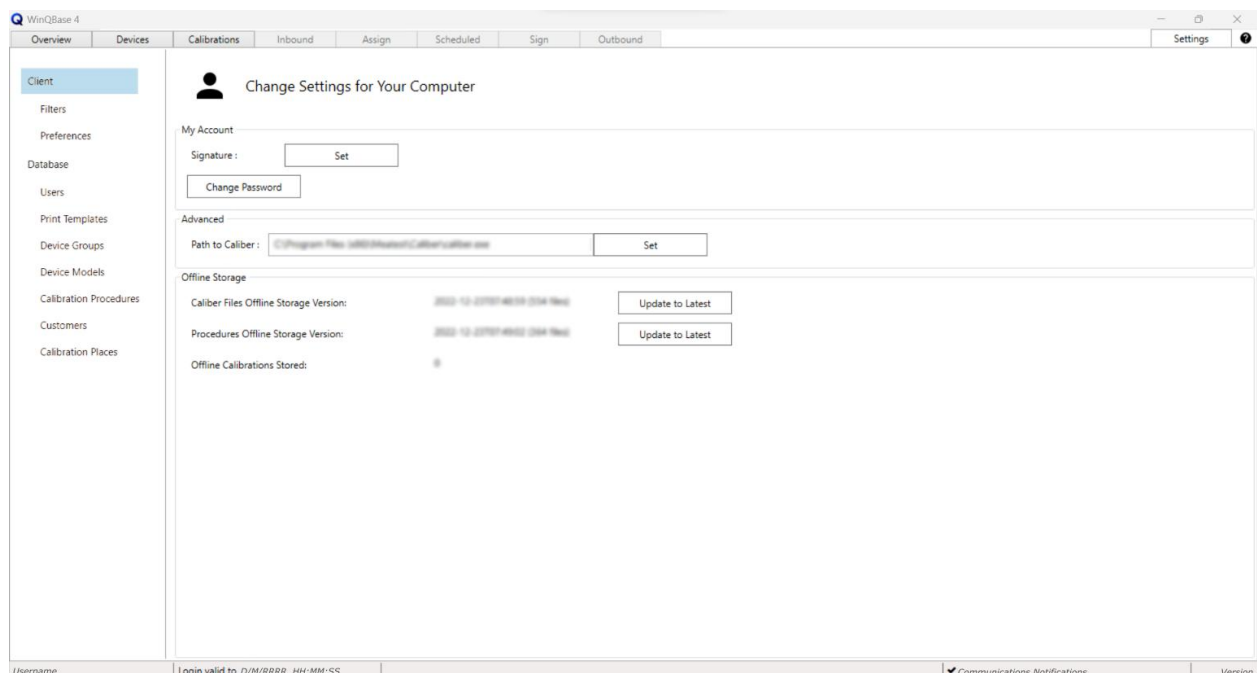 WinQBase 4
Overview Devices Calibrations Inbound Assign Scheduled Sign Outbound Settings ?
Client
Filters
Preferences
Database
Users
Print Templates
Device Groups
Device Models
Calibration Procedures
Customers
Calibration Places
Change Settings for Your Computer
My Account
Signature : Set
Change Password
Advanced
Path to Caliber : Set
Offline Storage
Caliber Files Offline Storage Version: Update to Latest
Procedures Offline Storage Version: Update to Latest
Offline Calibrations Stored:
Username Login valid to D/M/RRRR HH:MM:SS Communications Notifications Version